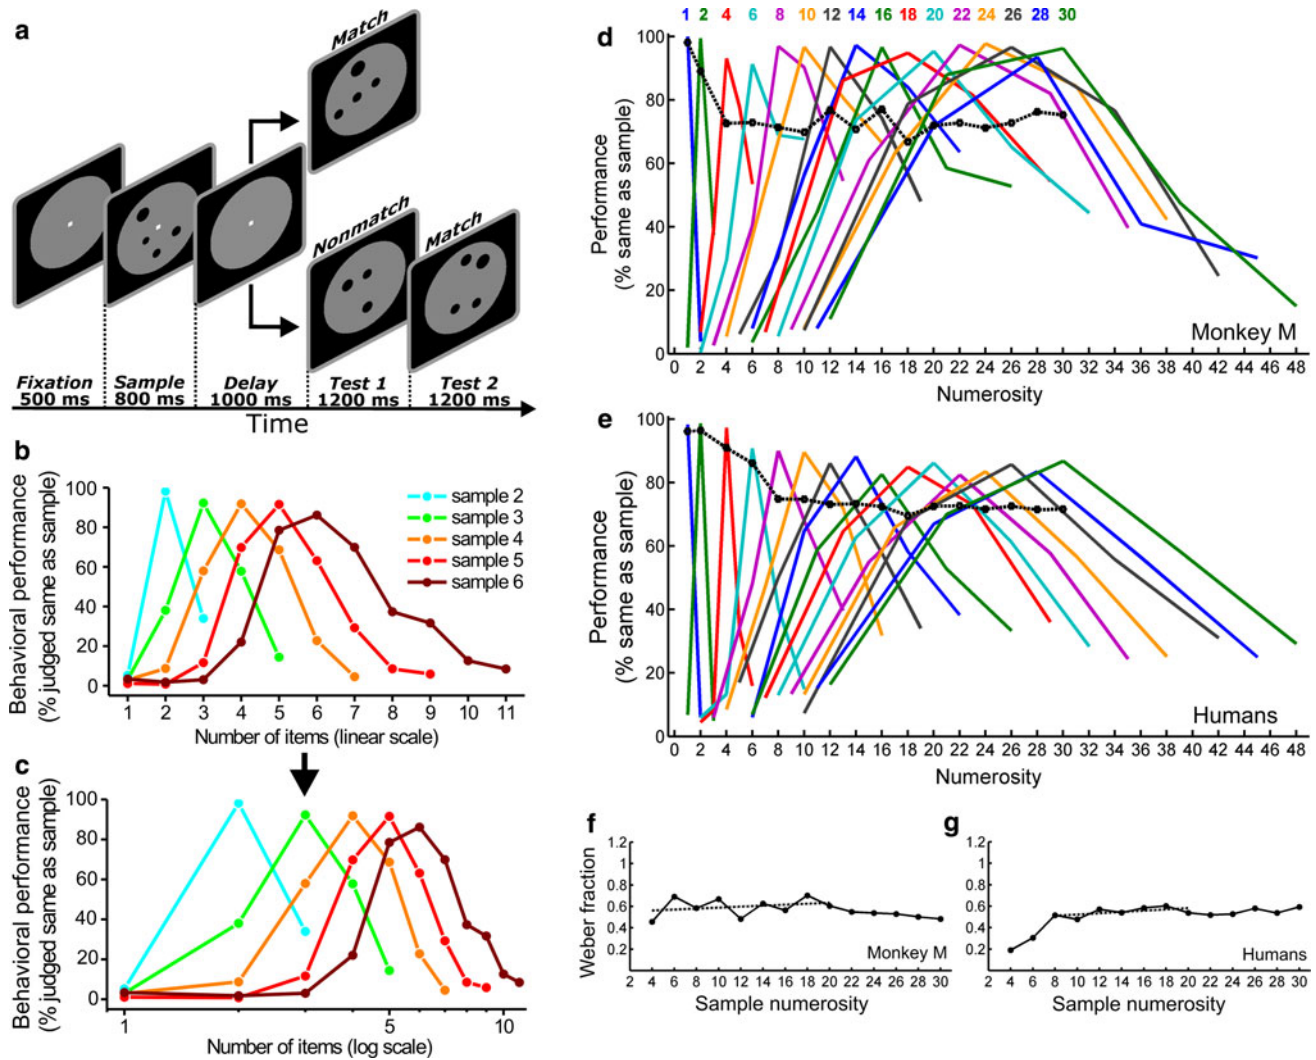 a
Match
Nonmatch
Match
Fixation
500 ms
Sample
800 ms
Delay
1000 ms
Test 1
1200 ms
Test 2
1200 ms
Time
b
Behavioral performance
(% judged same as sample)
100
80
60
40
20
0
sample 2
sample 3
sample 4
sample 5
sample 6
1 2 3 4 5 6 7 8 9 10 11
Number of items (linear scale)
c
Behavioral performance
(% judged same as sample)
100
80
60
40
20
0
1 5 10
Number of items (log scale)
d
1 2 4 6 8 10 12 14 16 18 20 22 24 26 28 30
Performance
(% same as sample)
100
80
60
40
20
0
Monkey M
0 2 4 6 8 10 12 14 16 18 20 22 24 26 28 30 32 34 36 38 40 42 44 46 48
Numerosity
e
Performance
(% same as sample)
100
80
60
40
20
0
Humans
0 2 4 6 8 10 12 14 16 18 20 22 24 26 28 30 32 34 36 38 40 42 44 46 48
Numerosity
f
Weber fraction
1.2
1
0.8
0.6
0.4
0.2
Monkey M
2 4 6 8 10 12 14 16 18 20 22 24 26 28 30
Sample numerosity
g
1.2
1
0.8
0.6
0.4
0.2
Humans
2 4 6 8 10 12 14 16 18 20 22 24 26 28 30
Sample numerosity